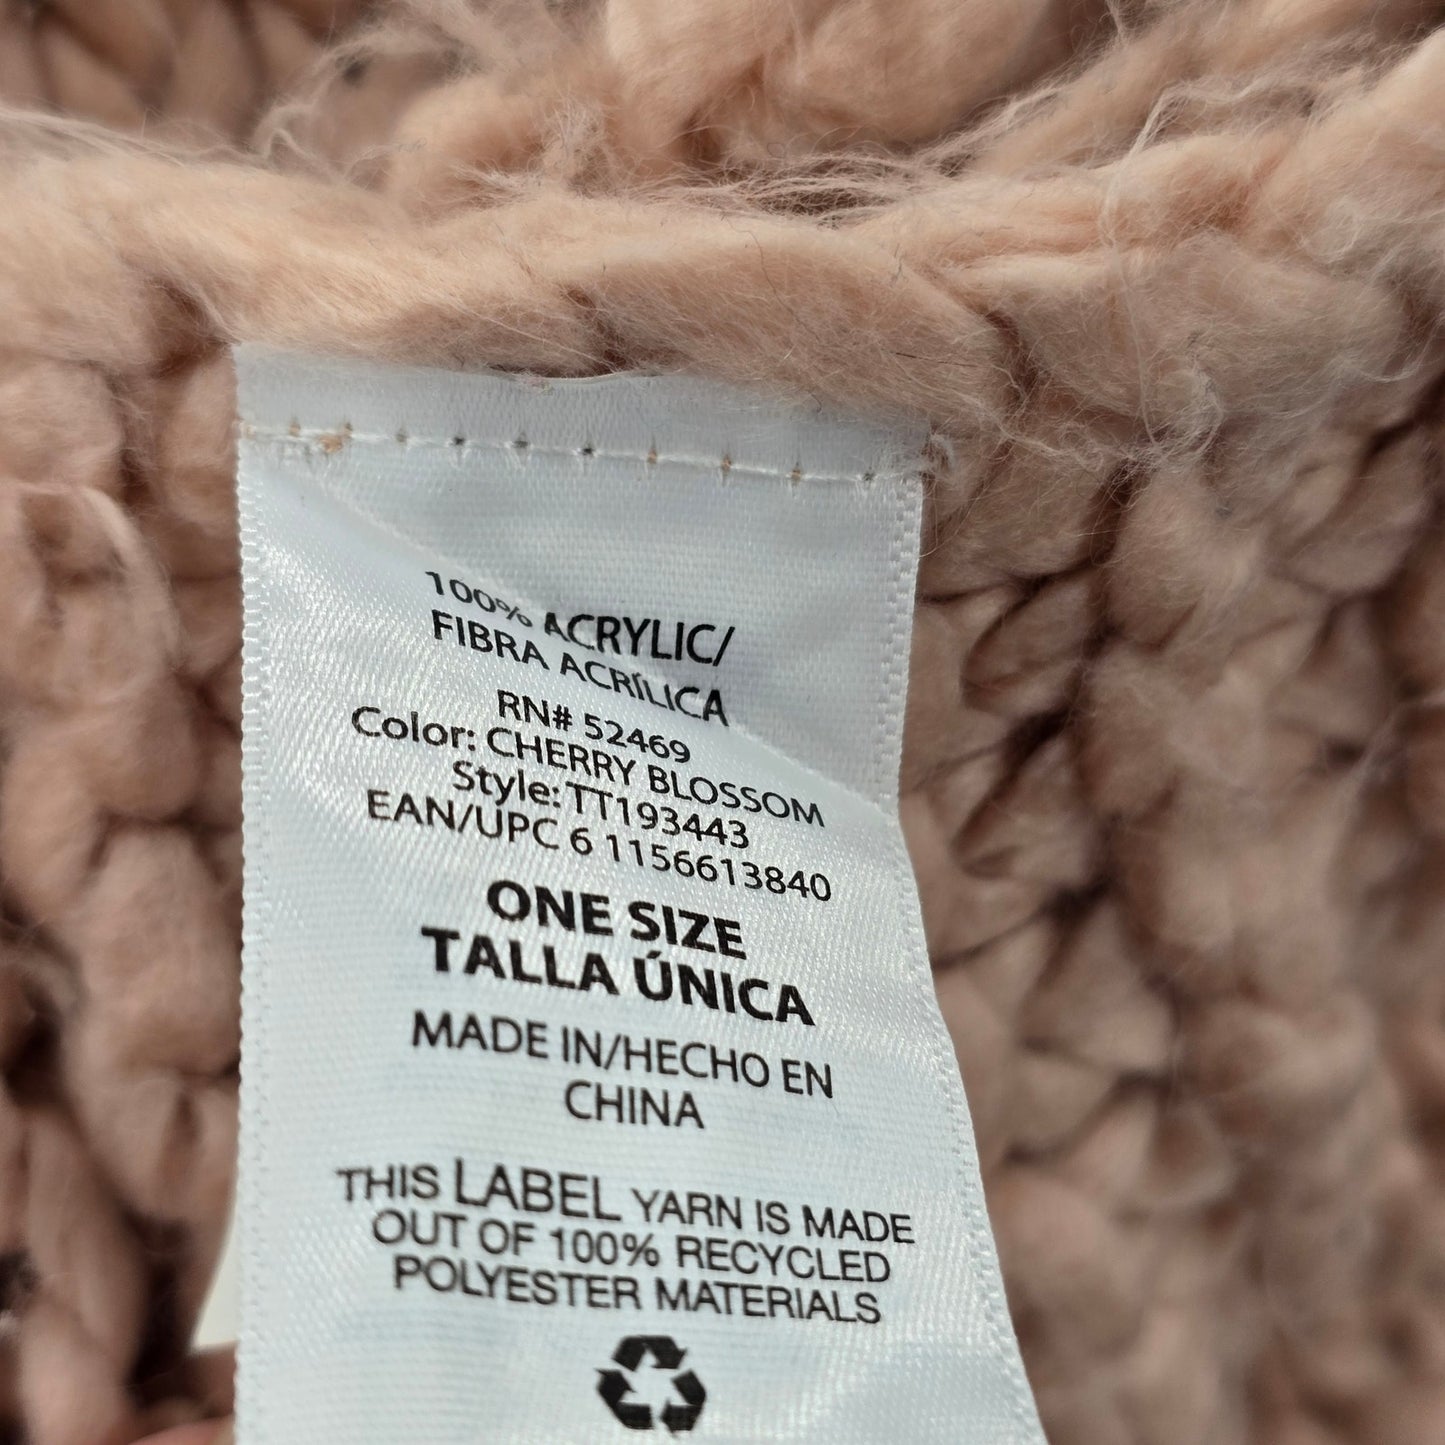 100% ACRYLIC/
FIBRA ACRÍLICA
RN# 52469
Color: CHERRY BLOSSOM
Style: TT193443
EAN/UPC 6 1156613840
ONE SIZE
TALLA ÚNICA
MADE IN/HECHO EN
CHINA
THIS LABEL YARN IS MADE
OUT OF 100% RECYCLED
POLYESTER MATERIALS